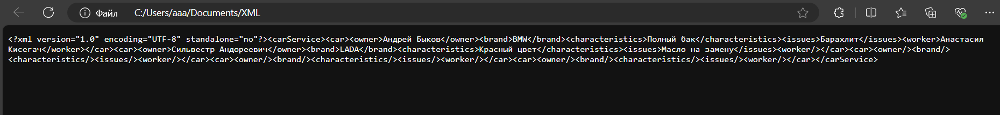 Файл C:/Users/aaa/Documents/XML
<?xml version="1.0" encoding="UTF-8" standalone="no"?><carService><car><owner>Андрей Быков</owner><brand>BMW</brand><characteristics>Полный бак</characteristics><issues>Барахлит</issues><worker>Анастасия
Кисегач</worker></car><car><owner>Сильвестр Андореевич</owner><brand>LADA</brand><characteristics>Красный цвет</characteristics><issues>Масло на замену</issues><worker/></car><car><owner/><brand/>
<characteristics/><issues/><worker/></car><car><owner/><brand/><characteristics/><issues/><worker/></car><car><owner/><brand/><characteristics/><issues/><worker/></car></carService>